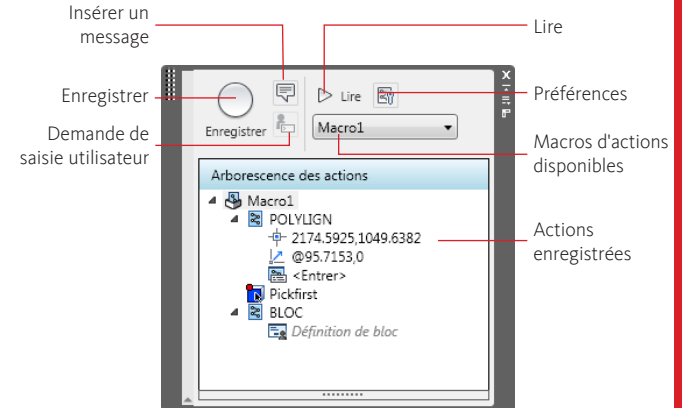 Insérer un
message
Enregistrer
Demande de
saisie utilisateur
Lire
Préférences
Macros d'actions
disponibles
Actions
enregistrées
Enregistrer
Lire
Macro1
Arborescence des actions
Macro1
POLYLIGN
2174.5925,1049.6382
@95.7153,0
<Entrer>
Pickfirst
BLOC
Définition de bloc